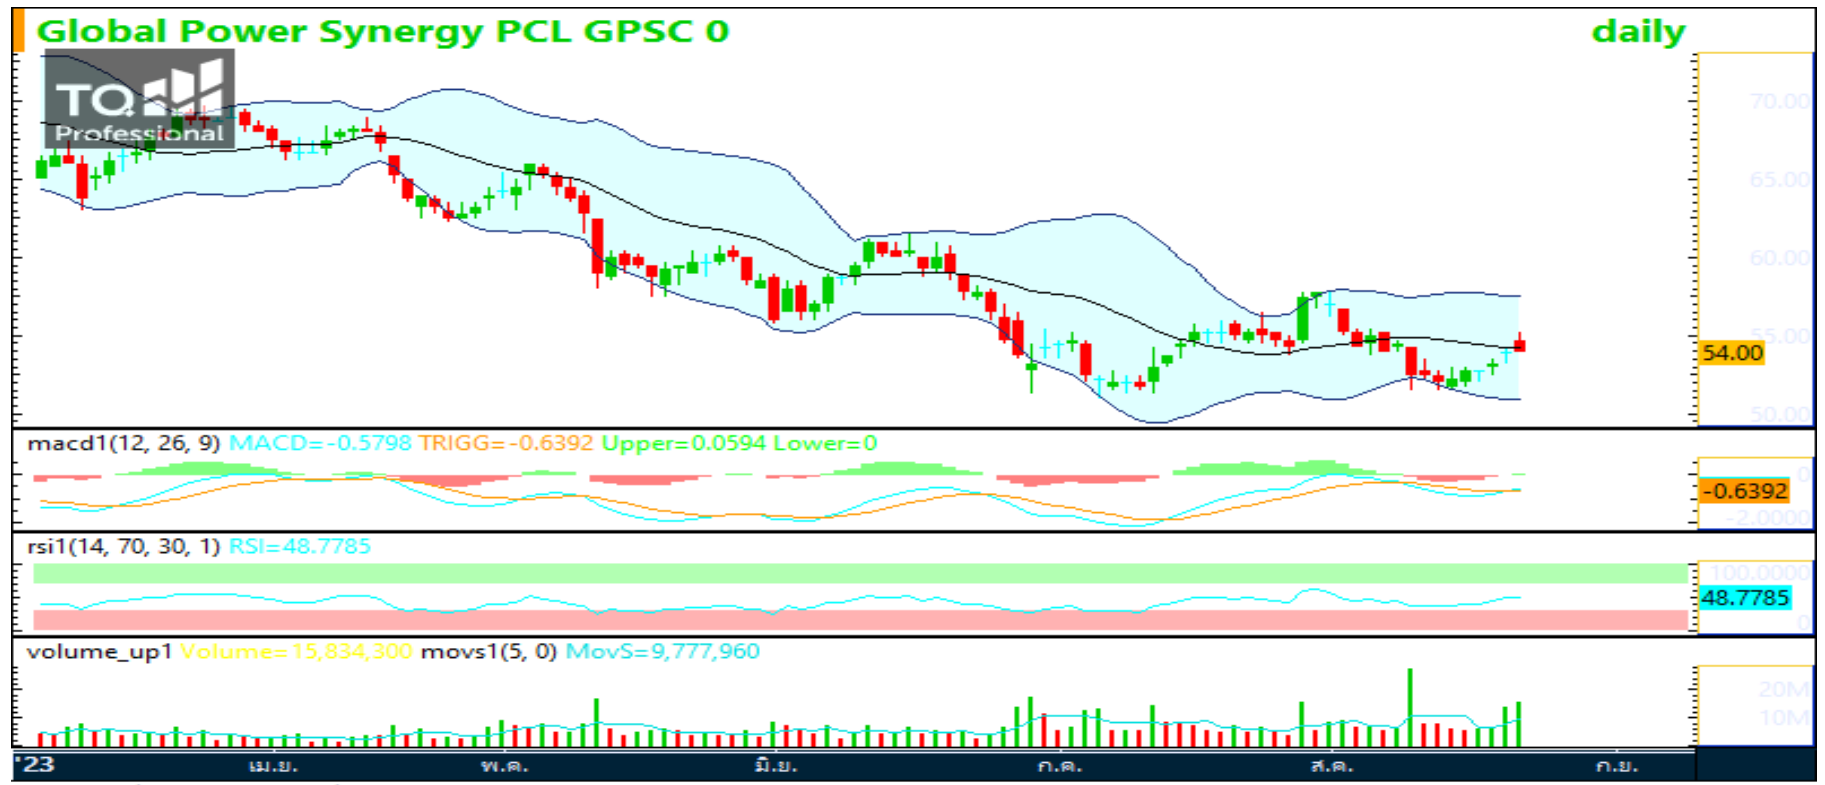 Global Power Synergy PCL GPSC 0 daily
TQ
Professional
70.00
65.00
60.00
55.00
54.00
50.00
macd1(12, 26, 9) MACD=-0.5798 TRIGG=-0.6392 Upper=0.0594 Lower=0
0
-0.6392
-2.0000
rsi1(14, 70, 30, 1) RSI=48.7785
100.0000
48.7785
0
volume_up1 Volume=15,834,300 movs1(5, 0) MovS=9,777,960
20M
10M
'23 เม.ย. พ.ค. มิ.ย. ก.ค. ส.ค. ก.ย.